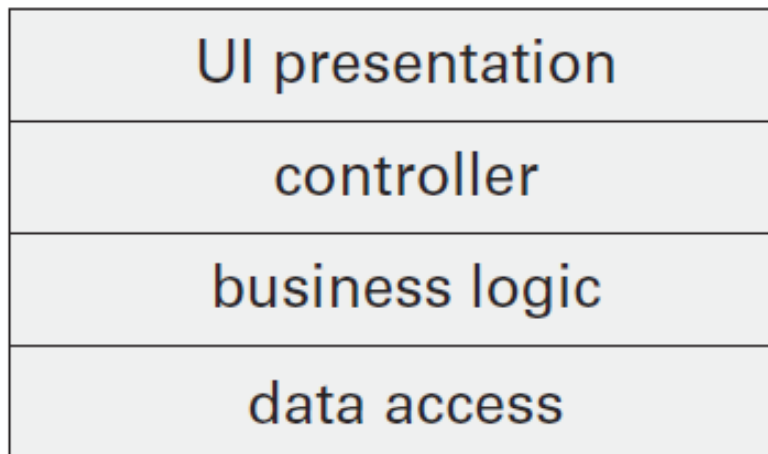 UI presentation
controller
business logic
data access